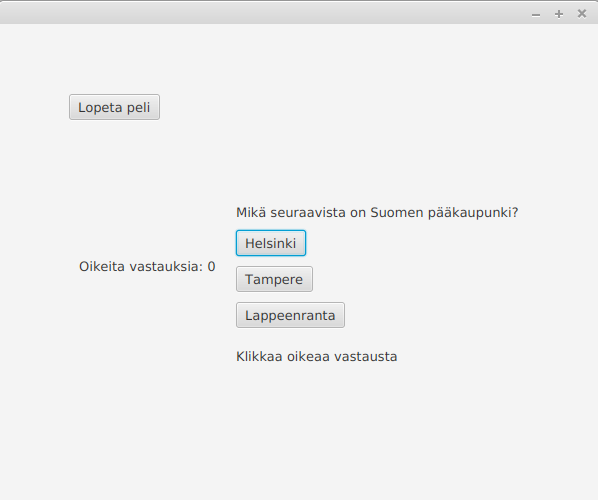 Lopeta peli
Mikä seuraavista on Suomen pääkaupunki?
Helsinki
Oikeita vastauksia: 0
Tampere
Lappeenranta
Klikkaa oikeaa vastausta